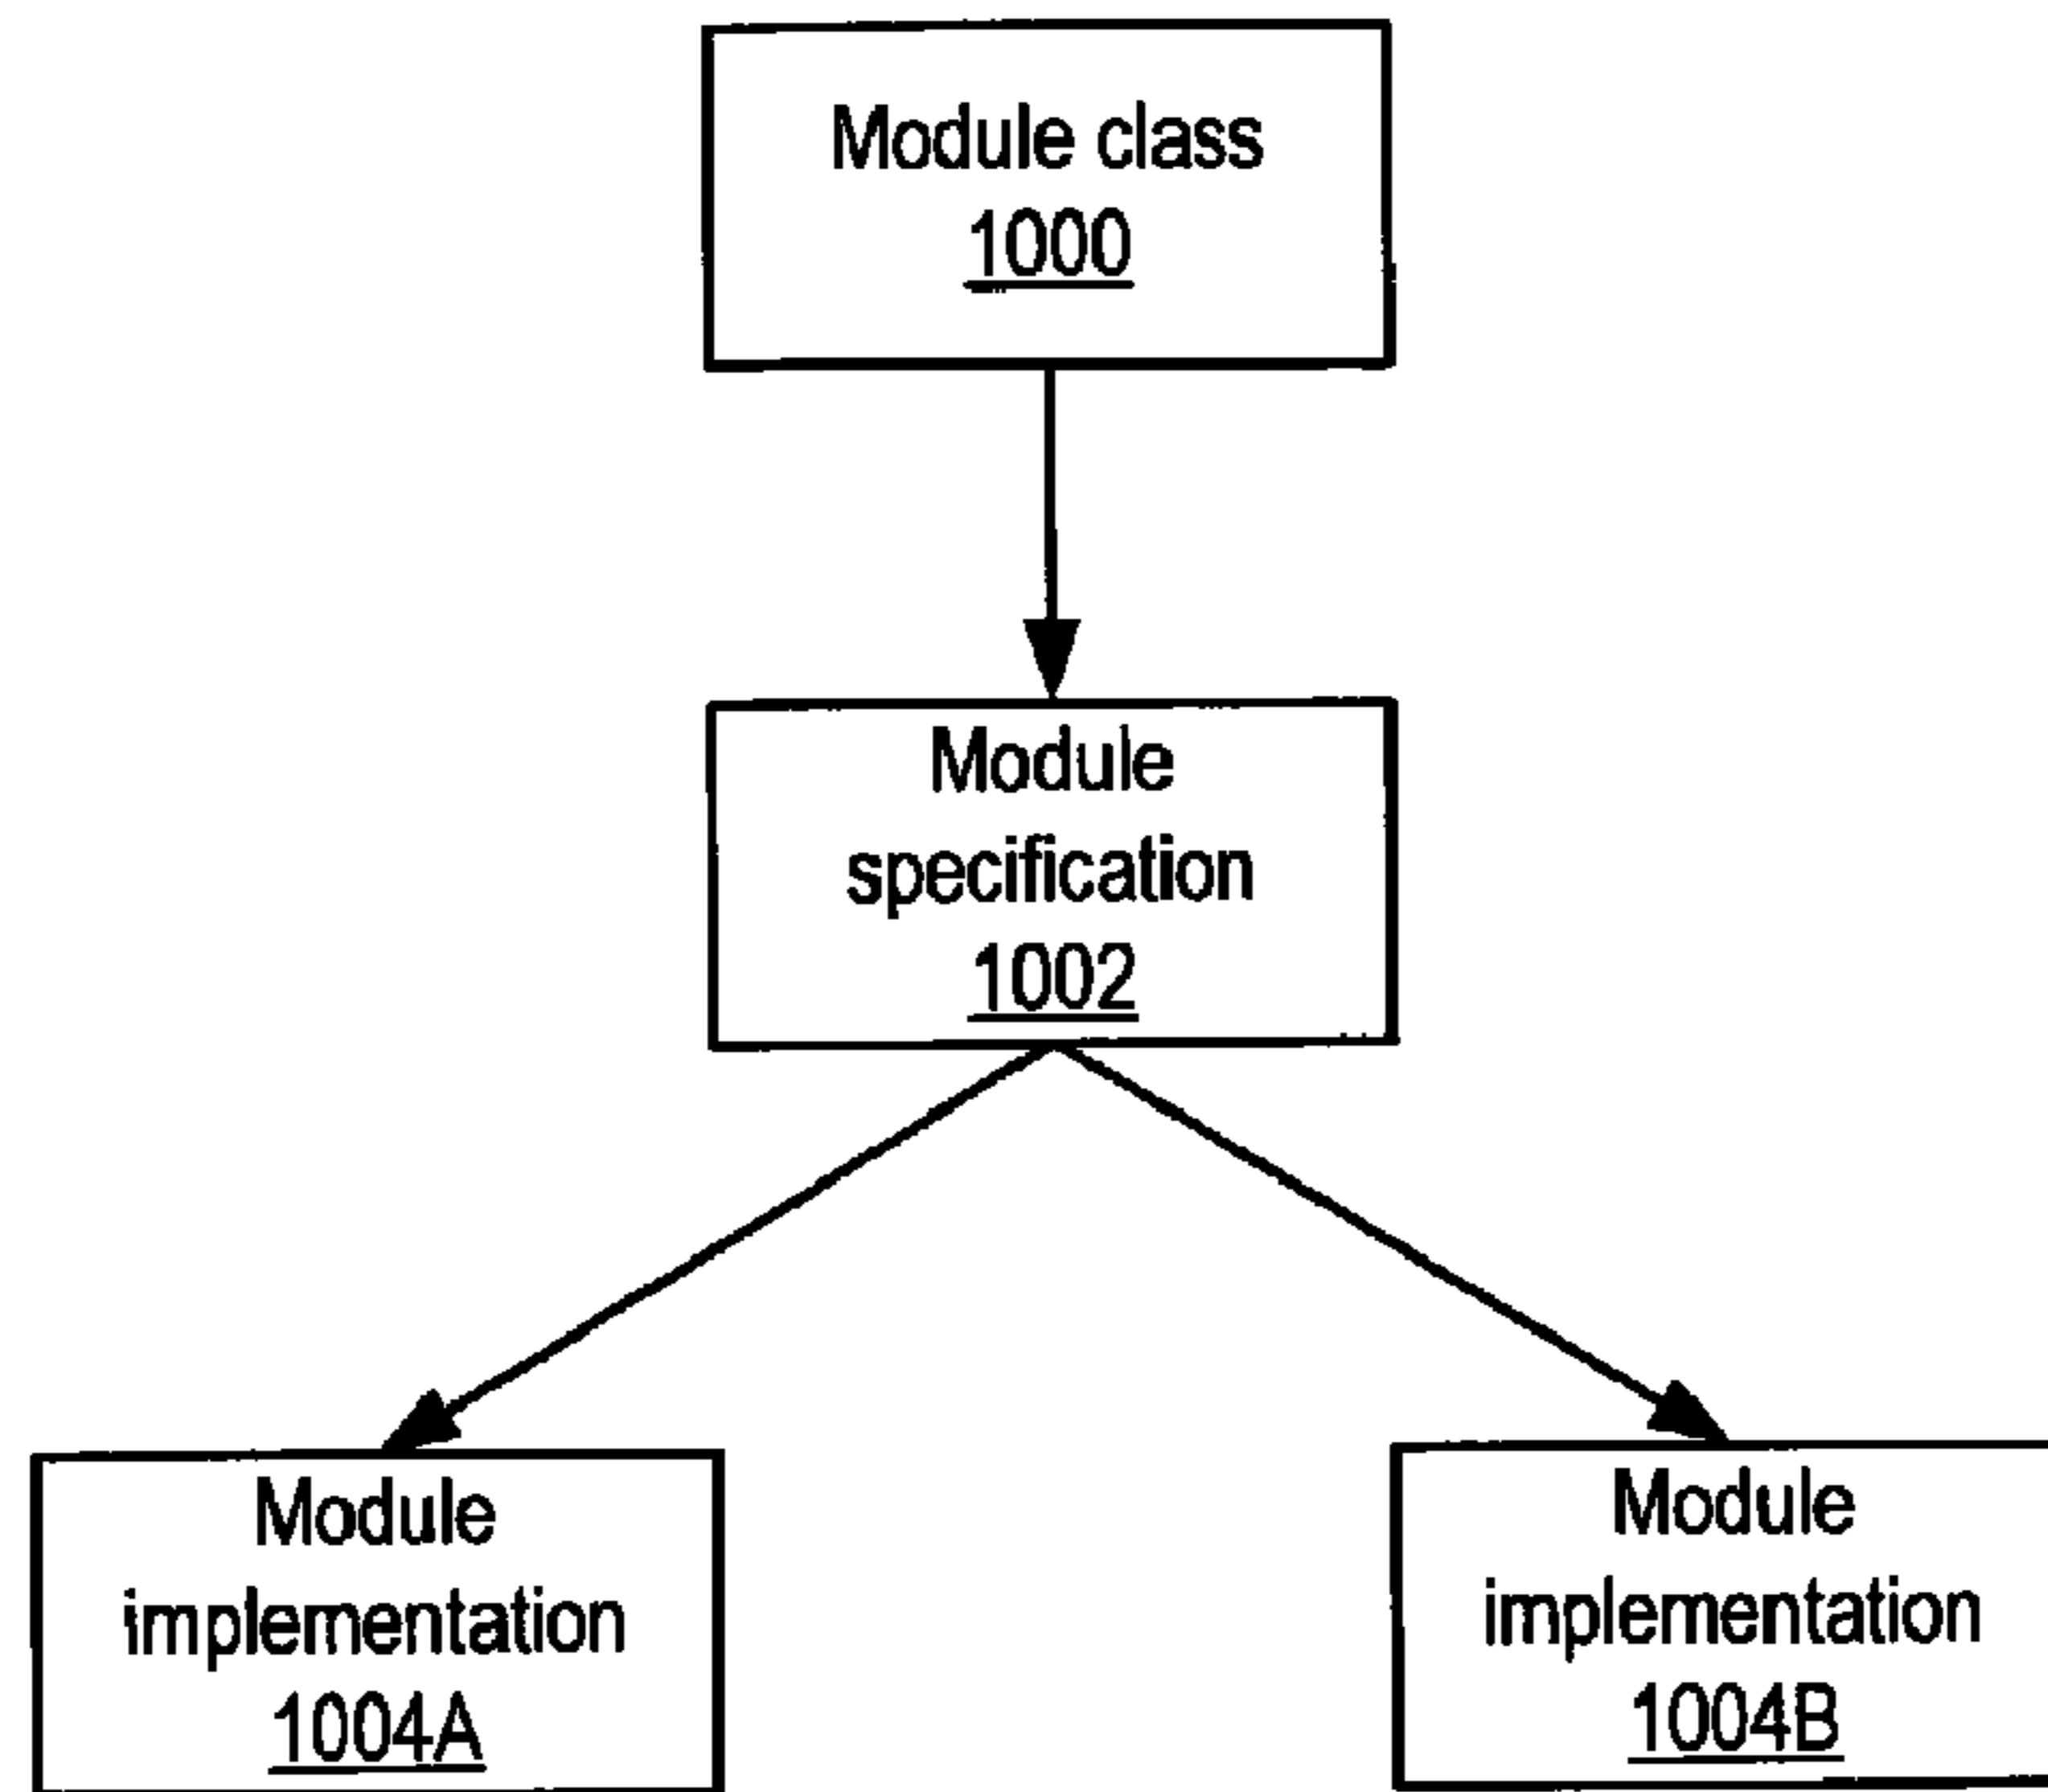 Module class
1000
Module
specification
1002
Module
implementation
1004A
Module
implementation
1004B